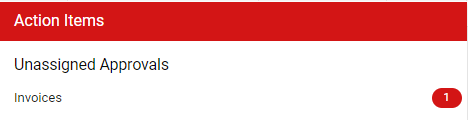 Action Items
Unassigned Approvals
Invoices 1